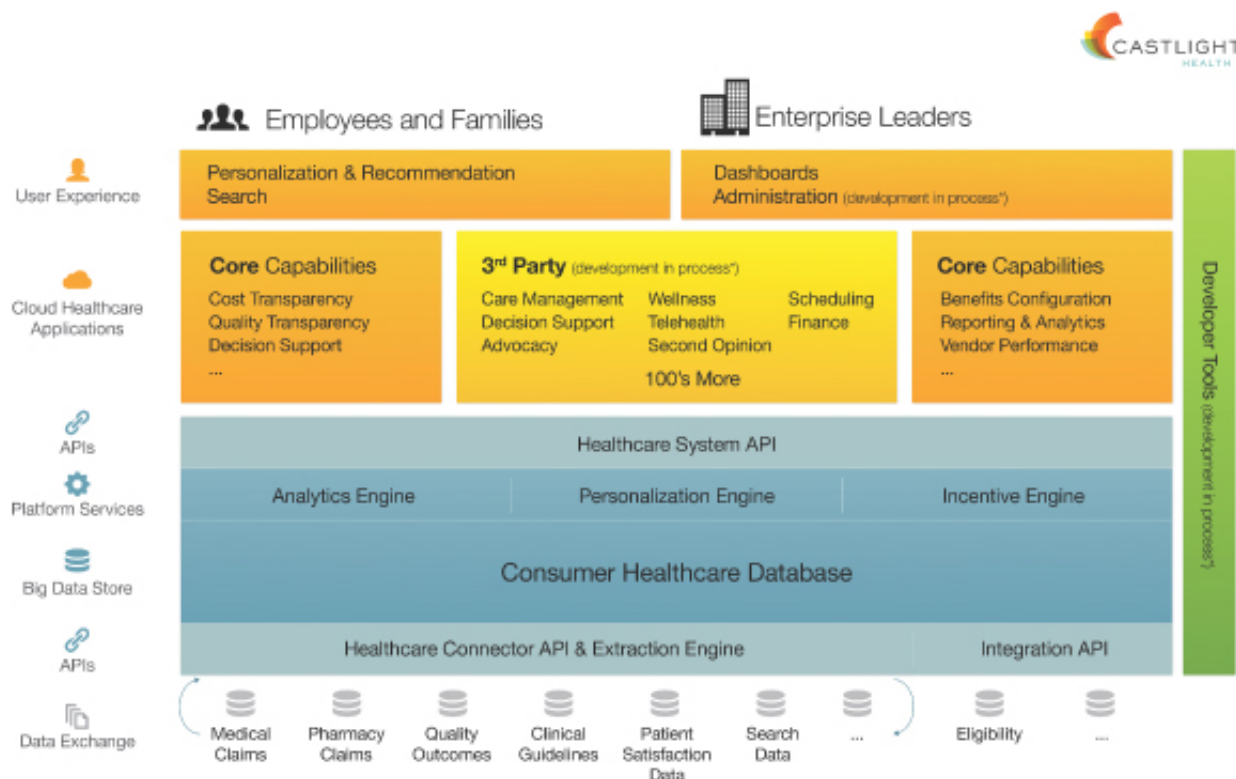 CASTLIGHT
HEALTH
Employees and Families
Enterprise Leaders
User Experience
Personalization & Recommendation
Search
Dashboards
Administration (development in process*)
Cloud Healthcare
Applications
Core Capabilities
Cost Transparency
Quality Transparency
Decision Support
...
3rd Party (development in process*)
Care Management
Decision Support
Advocacy
Wellness
Telehealth
Second Opinion
Scheduling
Finance
100's More
Core Capabilities
Benefits Configuration
Reporting & Analytics
Vendor Performance
...
Developer Tools (development in process*)
APIs
Healthcare System API
Platform Services
Analytics Engine
Personalization Engine
Incentive Engine
Big Data Store
Consumer Healthcare Database
APIs
Healthcare Connector API & Extraction Engine
Integration API
Data Exchange
Medical
Claims
Pharmacy
Claims
Quality
Outcomes
Clinical
Guidelines
Patient
Satisfaction
Data
Search
Data
...
Eligibility
....